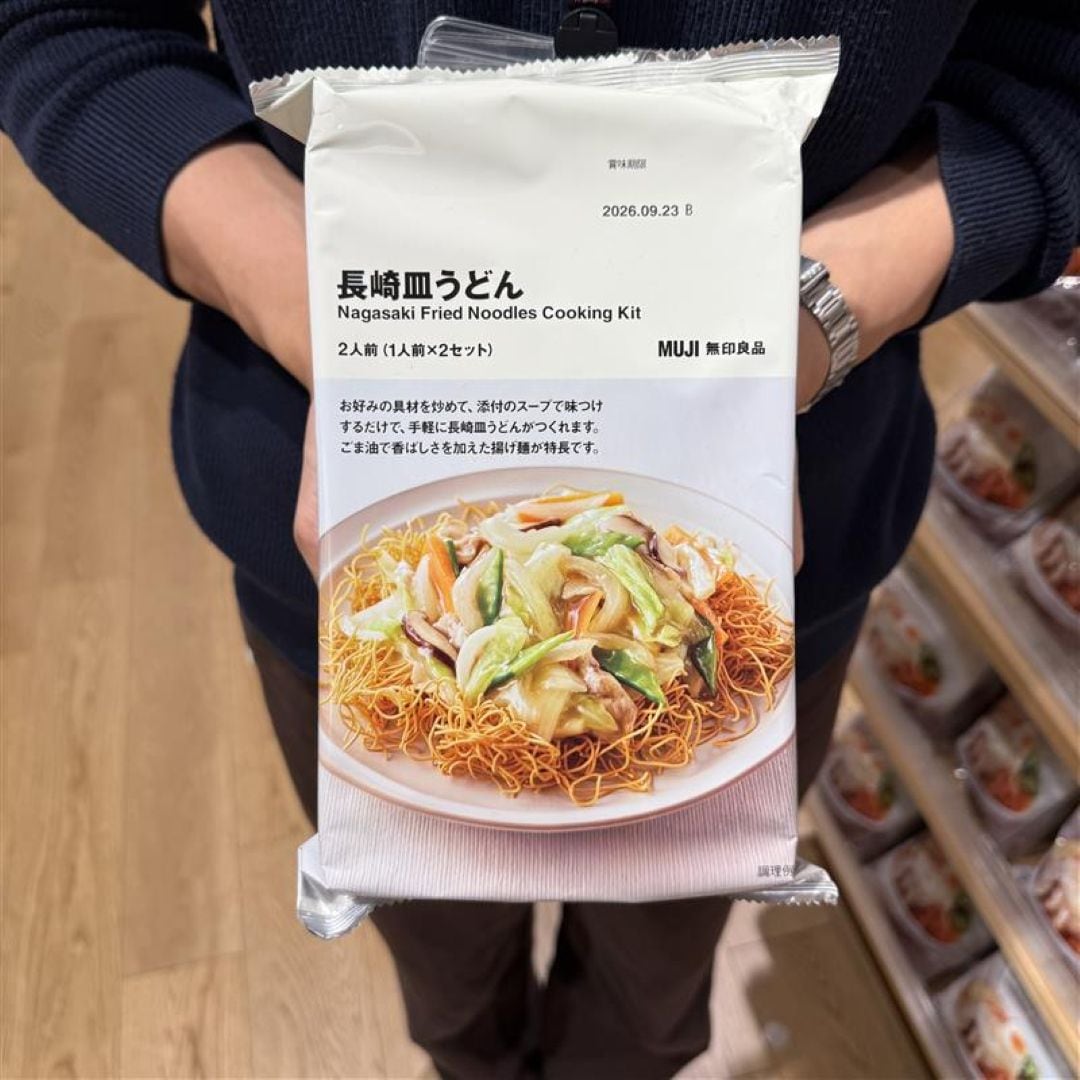 賞味期限
2026.09.23 B
長崎皿うどん
Nagasaki Fried Noodles Cooking Kit
2人前(1人前×2セット)
MUJI 無印良品
お好みの具材を炒めて、添付のスープで味つけ
するだけで、手軽に長崎皿うどんがつくれます。
ごま油で香ばしさを加えた揚げ麺が特長です。
調理例